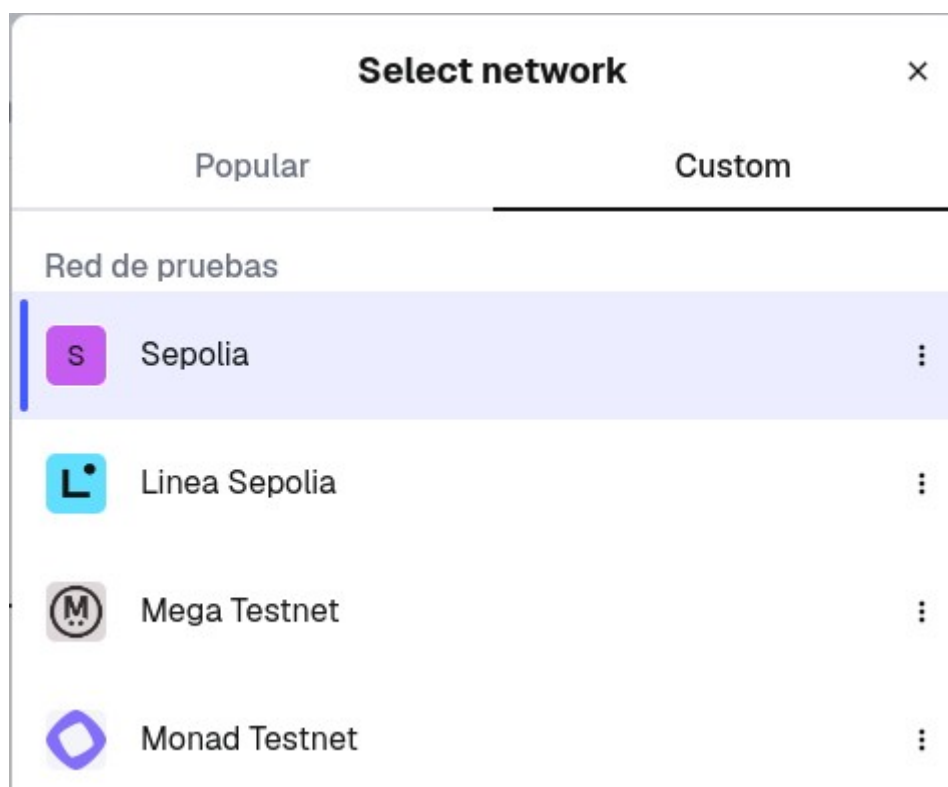 Select network
Popular
Custom
Red de pruebas
S
Sepolia
L
Linea Sepolia
M
Mega Testnet
Monad Testnet